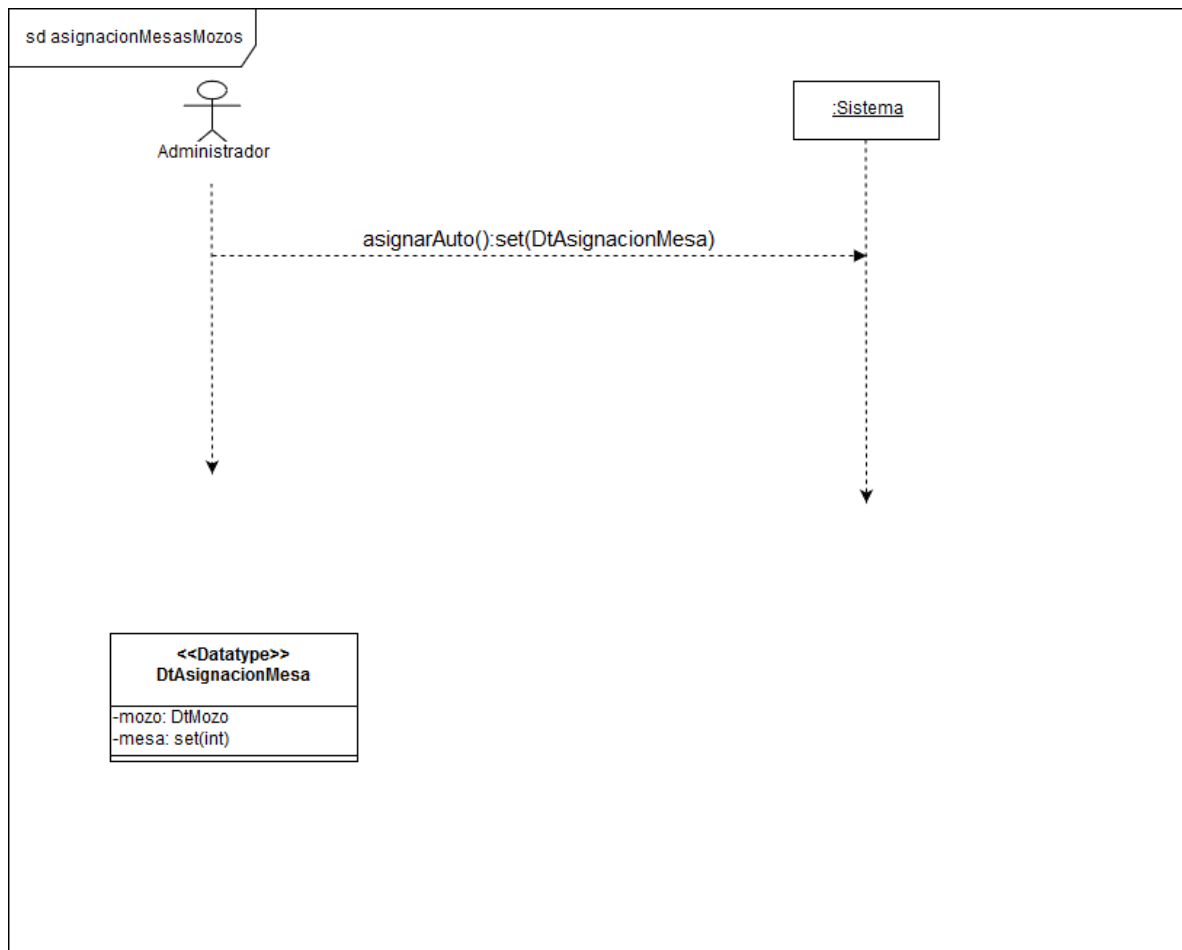 sd asignacionMesasMozos
Administrador
:Sistema
asignarAuto():set(DtAsignacionMesa)
<<Datatype>>
DtAsignacionMesa
-mozo: DtMozo
-mesa: set(int)